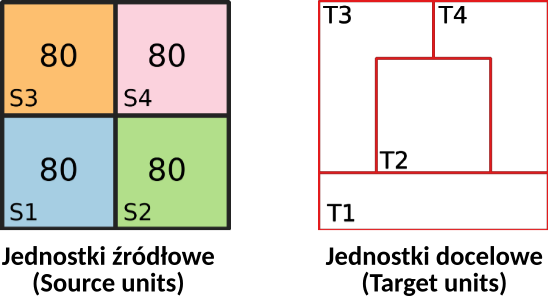 80
80
S3
S4
80
80
S1
S2
Jednostki źródłowe
(Source units)
T3
T4
T2
T1
Jednostki docelowe
(Target units)